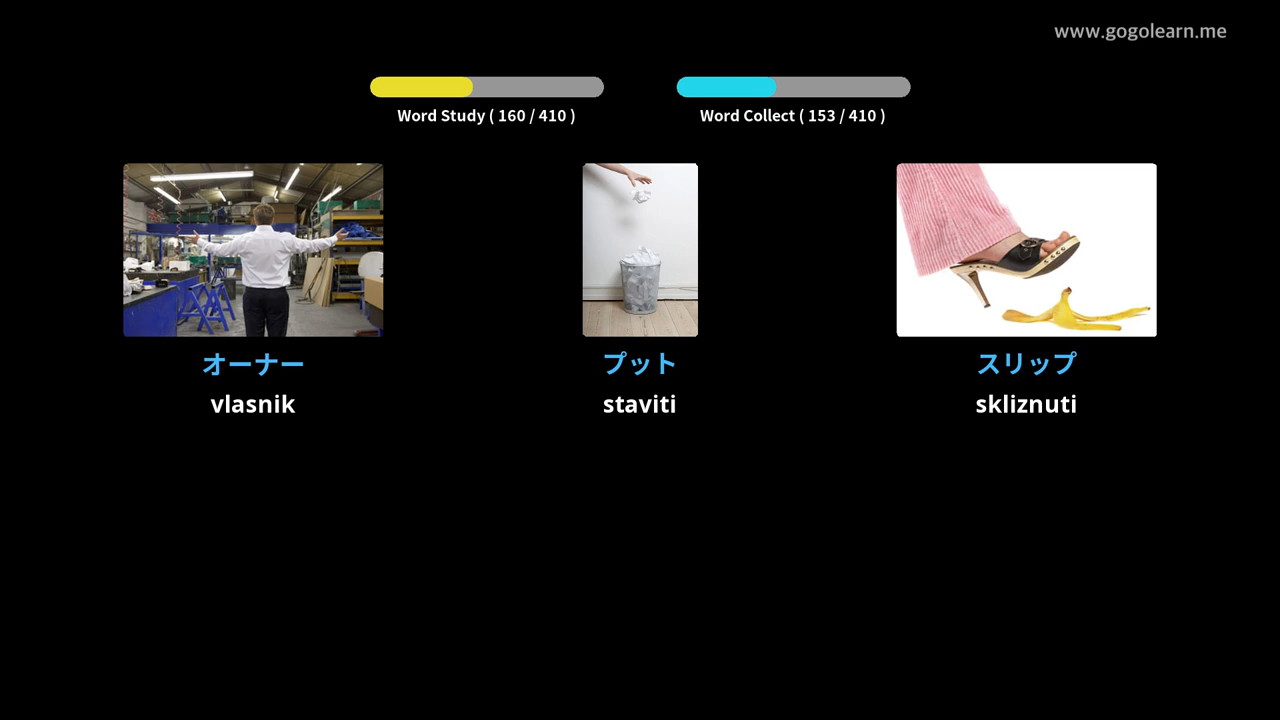 www.gogolearn.me
Word Study ( 160 / 410 )
Word Collect ( 153 / 410 )
オーナー
プット
スリップ
vlasnik
staviti
skliznuti